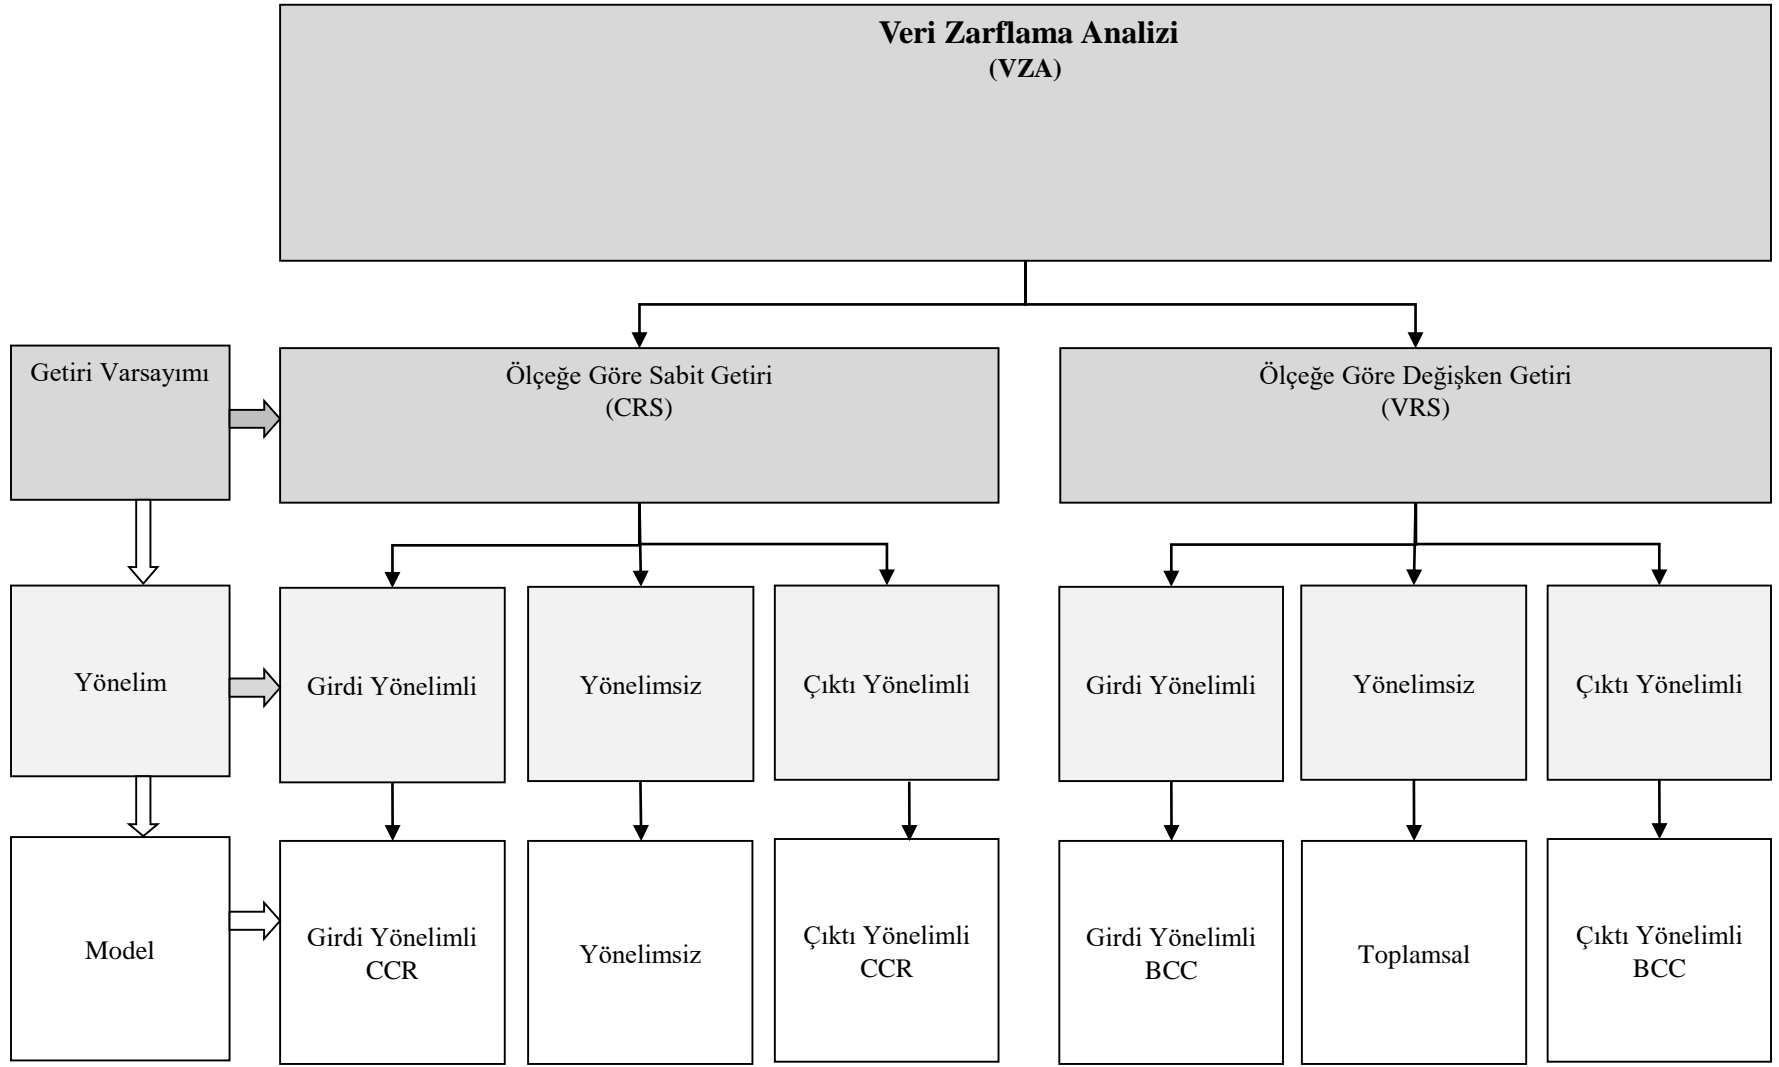 Veri Zarflama Analizi
(VZA)
Getiri Varsayımı
Ölçeğe Göre Sabit Getiri
(CRS)
Ölçeğe Göre Değişken Getiri
(VRS)
Yönelim
Girdi Yönelimli
Yönelimsiz
Çıktı Yönelimli
Girdi Yönelimli
Yönelimsiz
Çıktı Yönelimli
Model
Girdi Yönelimli
CCR
Yönelimsiz
Çıktı Yönelimli
CCR
Girdi Yönelimli
BCC
Toplamsal
Çıktı Yönelimli
BCC